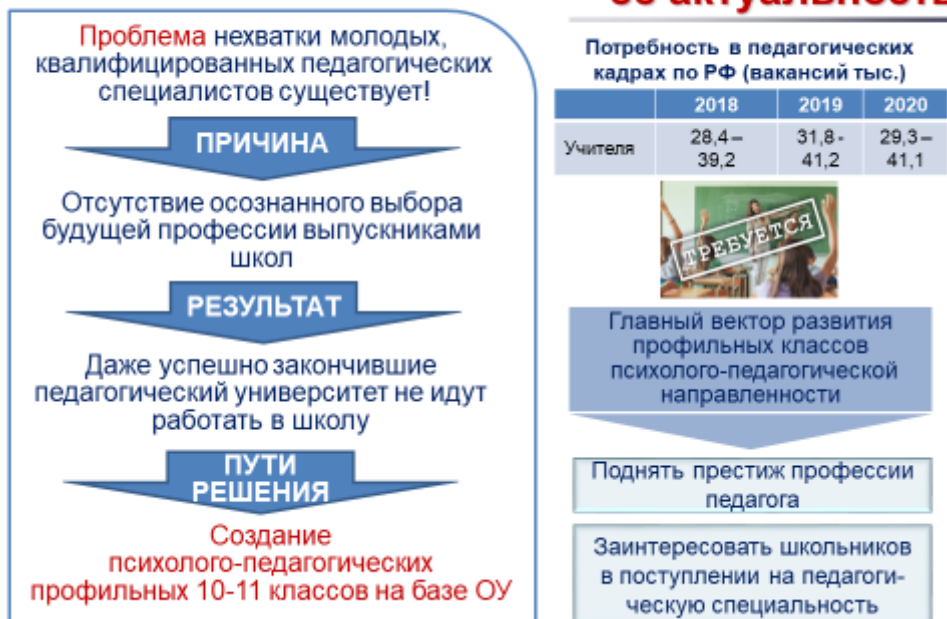 Проблема нехватки молодых,
квалифицированных педагогических
специалистов существует!
ПРИЧИНА
Отсутствие осознанного выбора
будущей профессии выпускниками
школ
РЕЗУЛЬТАТ
Даже успешно закончившие
педагогический университет не идут
работать в школу
ПУТИ
РЕШЕНИЯ
Создание
психолого-педагогических
профильных 10-11 классов на базе ОУ
Потребность в педагогических
кадрах по РФ (вакансий тыс.)
2018 2019 2020
Учителя 28,4– 31,8- 29,3–
39,2 41,2 41,1
ТРЕБУЕТСЯ
Главный вектор развития
профильных классов
психолого-педагогической
направленности
Поднять престиж профессии
педагога
Заинтересовать школьников
в поступлении на педагоги-
ческую специальность